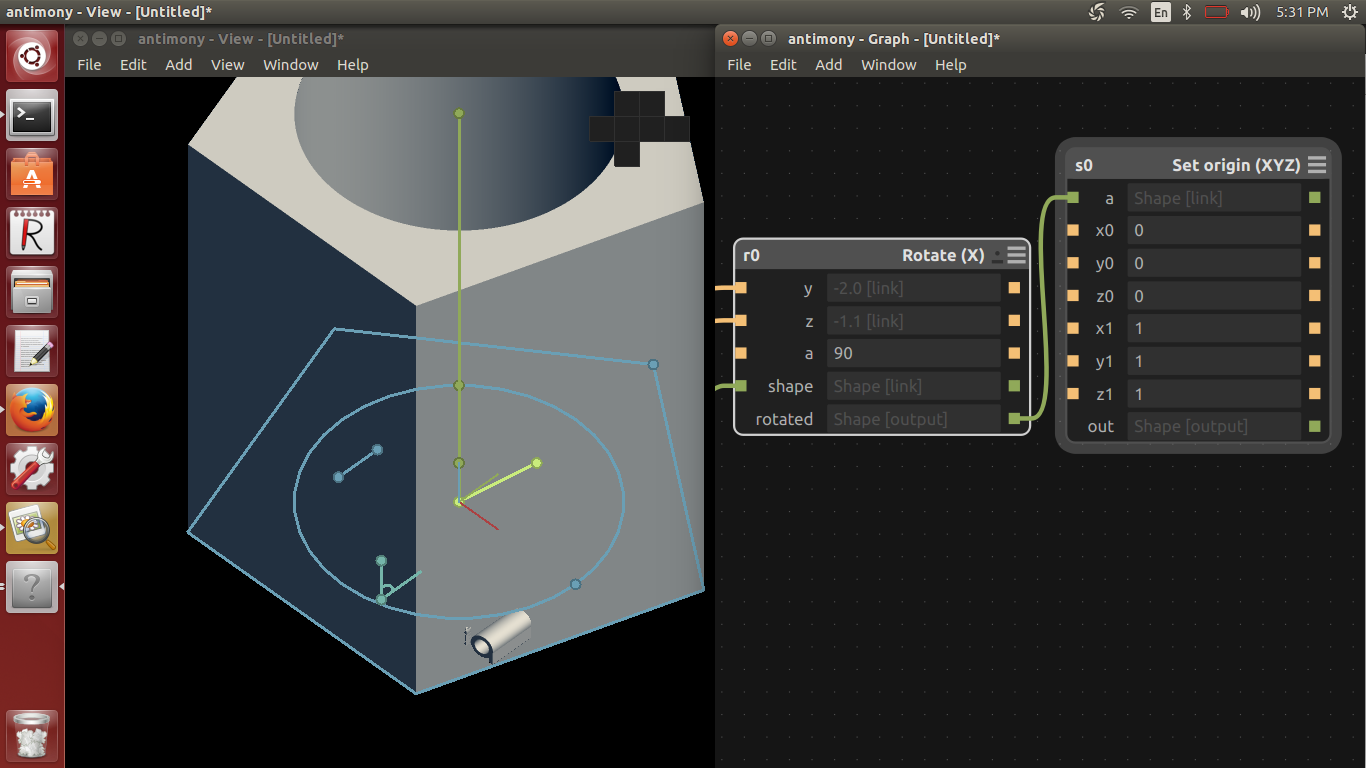 antimony - View - [Untitled]*
En
5:31 PM
antimony - View - [Untitled]*
File Edit Add View Window Help
antimony - Graph - [Untitled]*
File Edit Add Window Help
r0 Rotate (X)
y -2.0 [link]
z -1.1 [link]
a 90
shape Shape [link]
rotated Shape [output]
s0 Set origin (XYZ)
a Shape [link]
x0 0
y0 0
z0 0
x1 1
y1 1
z1 1
out Shape [output]